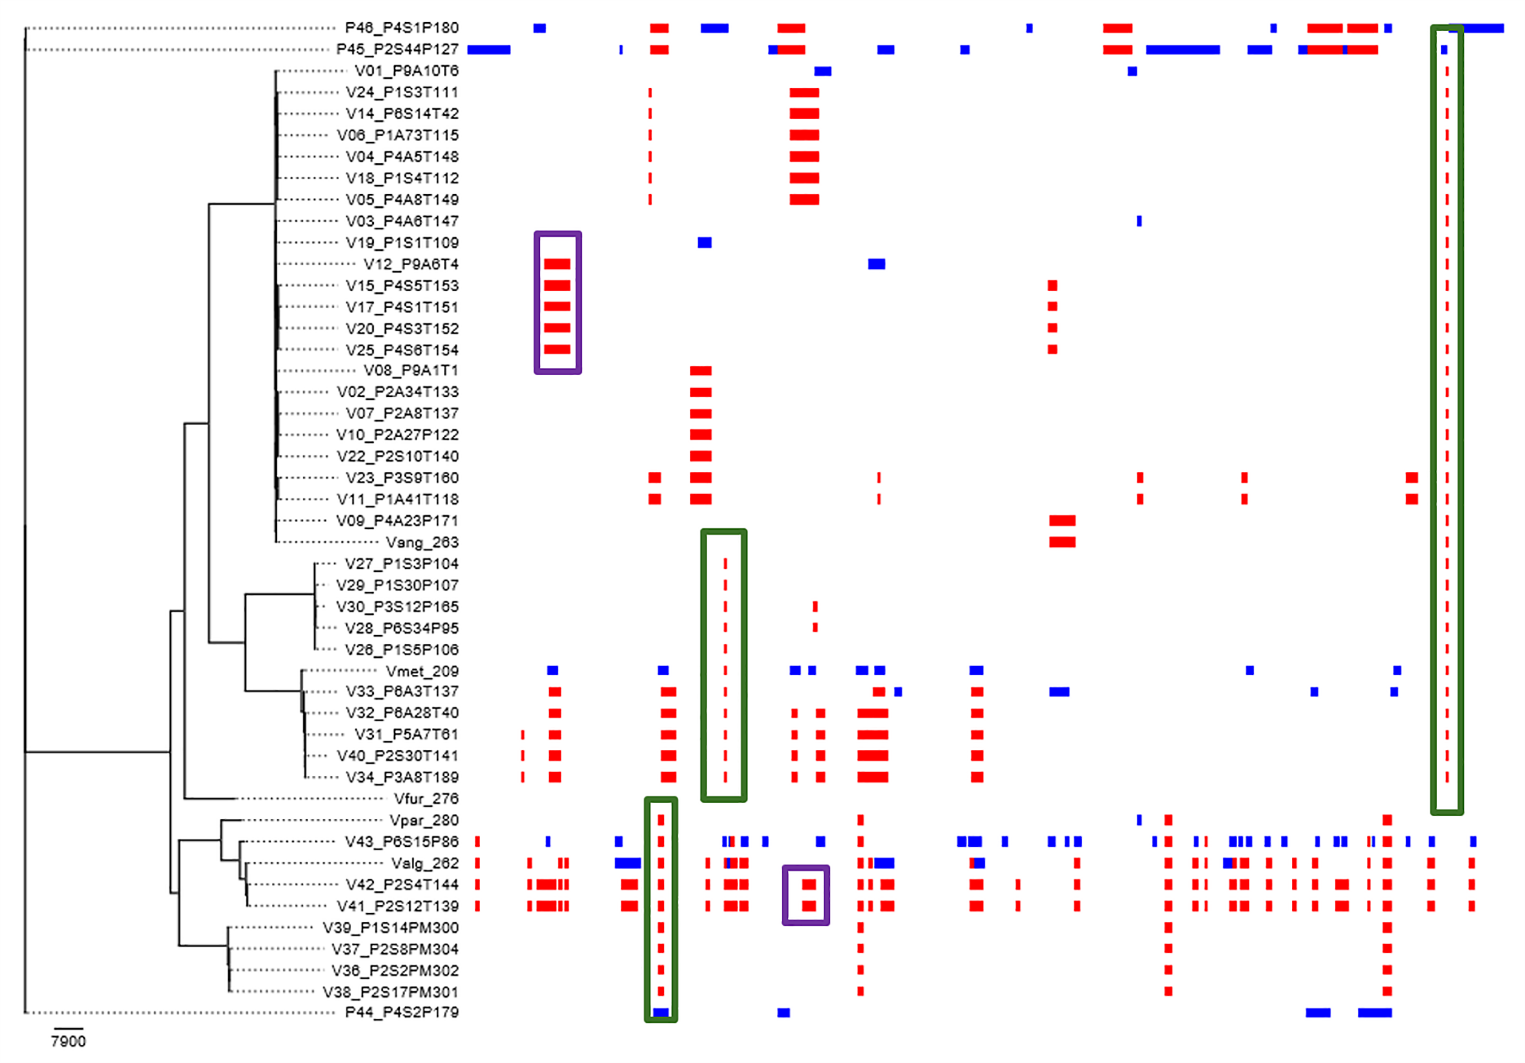 P46_P4S1P180
P45_P2S44P127
V01_P9A10T6
V24_P1S3T111
V14_P6S14T42
V06_P1A73T115
V04_P4A5T148
V18_P1S4T112
V05_P4A8T149
V03_P4A6T147
V19_P1S1T109
V12_P9A6T4
V15_P4S5T153
V17_P4S1T151
V20_P4S3T152
V25_P4S6T154
V08_P9A1T1
V02_P2A34T133
V07_P2A8T137
V10_P2A27P122
V22_P2S10T140
V23_P3S9T160
V11_P1A41T118
V09_P4A23P171
Vang_263
V27_P1S3P104
V29_P1S30P107
V30_P3S12P165
V28_P6S34P95
V26_P1S5P106
Vmet_209
V33_P6A3T137
V32_P6A28T40
V31_P5A7T61
V40_P2S30T141
V34_P3A8T189
Vfur_276
Vpar_280
V43_P6S15P86
Valg_262
V42_P2S4T144
V41_P2S12T139
V39_P1S14PM300
V37_P2S8PM304
V36_P2S2PM302
V38_P2S17PM301
P44_P4S2P179
7900